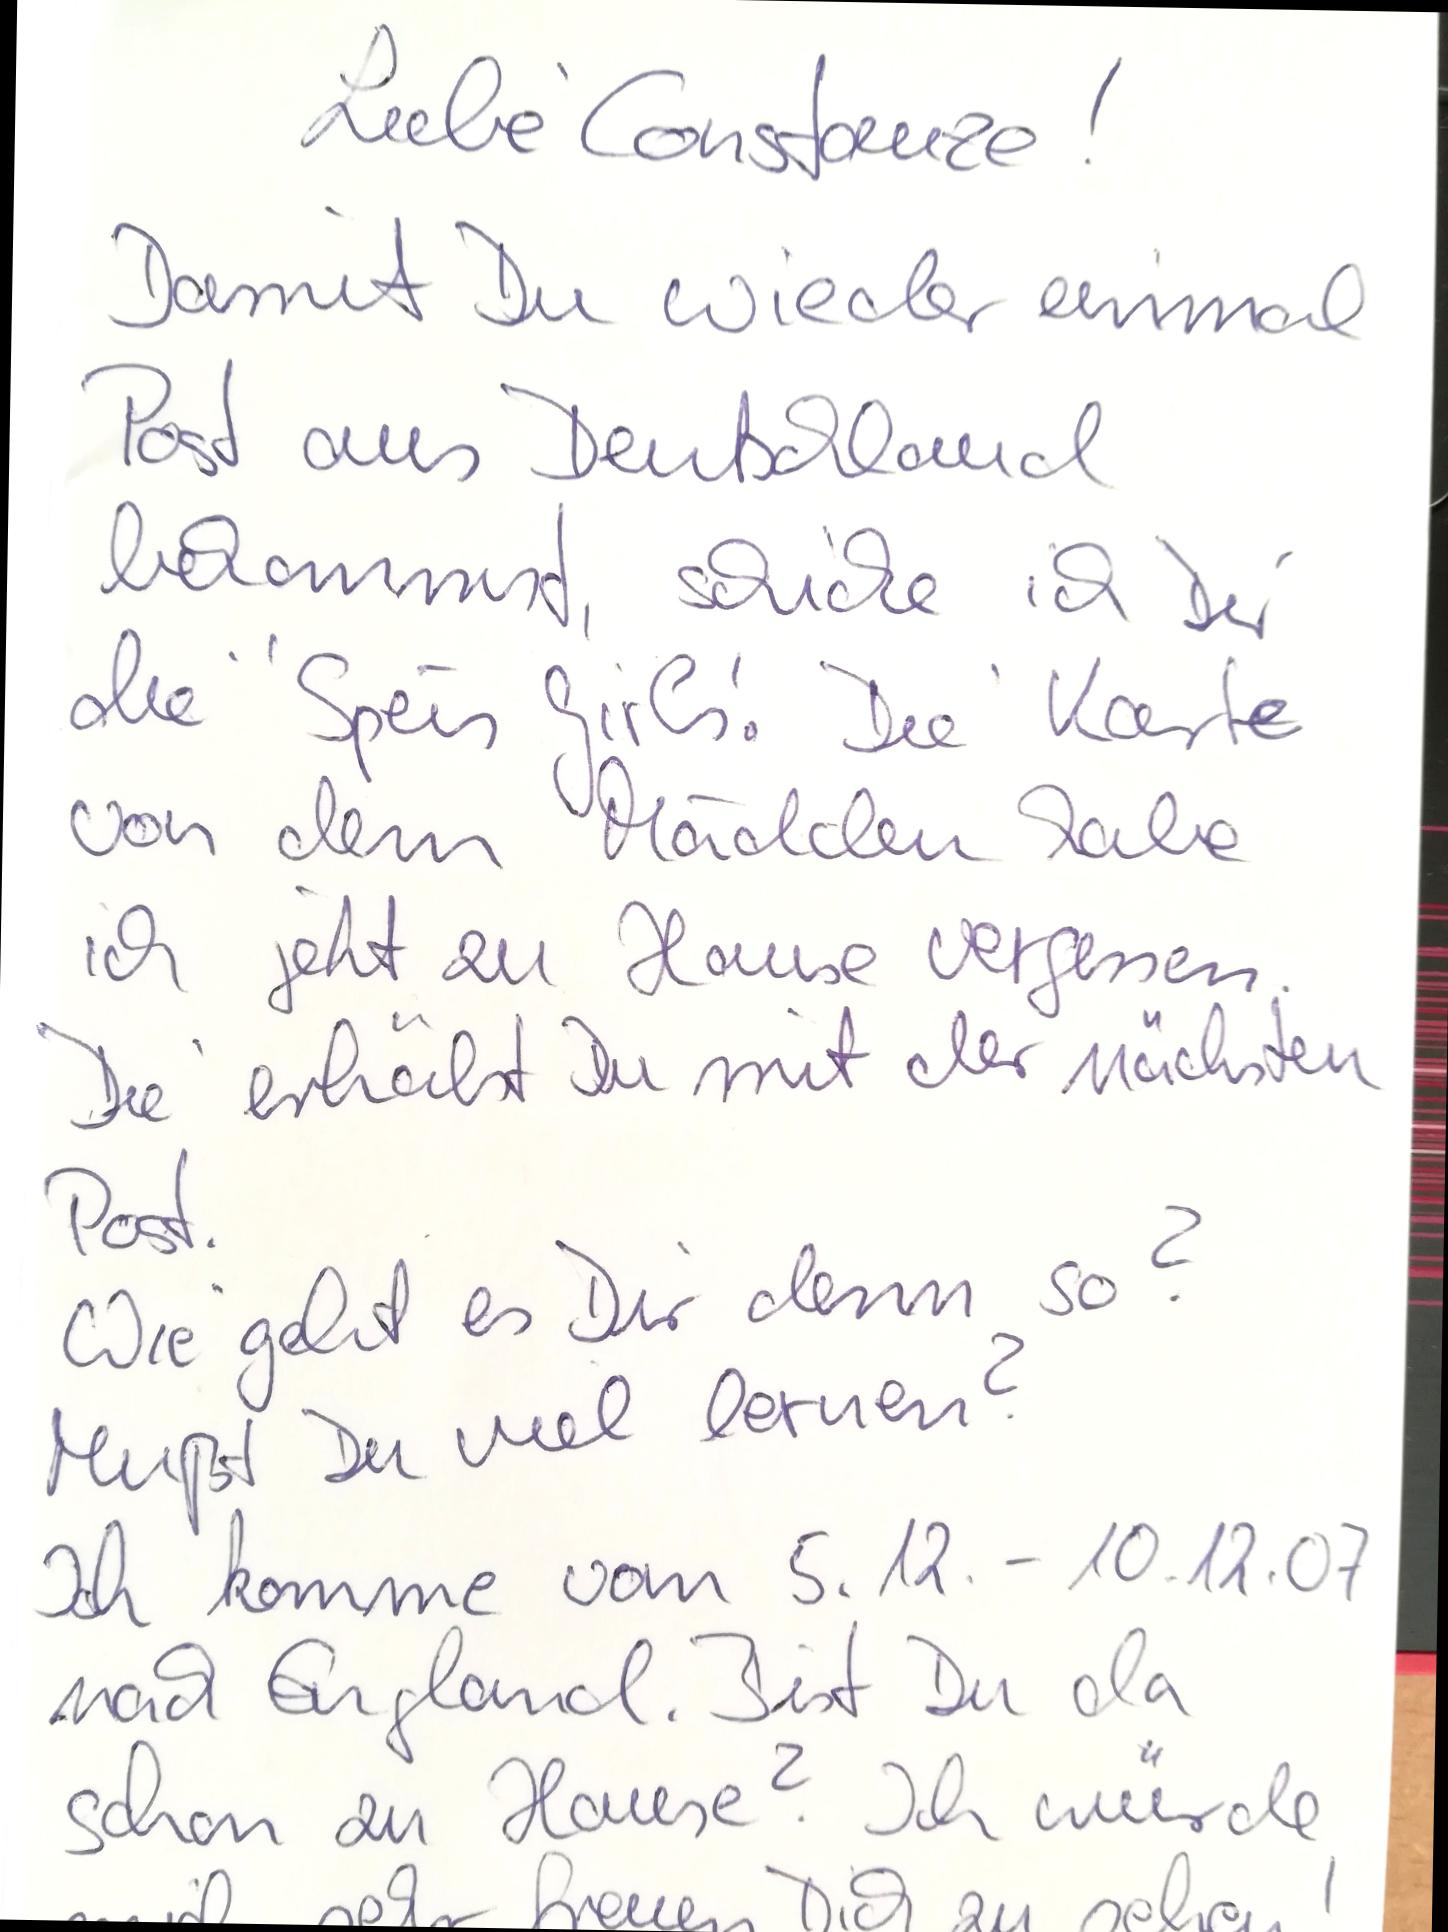 Liebe Constanze!
Damit Du wieder einmal
Post aus Deutschland
bekommst, schicke ich Dir
die "Speis Girls". Die Karte
von dem Mädchen habe
ich jetzt zu Hause vergessen.
Die erhälst Du mit der nächsten
Post.
Wie geht es Dir denn so?
Mußt Du viel lernen?
Ich komme vom 5.12. - 10.12.07
nach England. Bist Du da
schon zu Hause? Ich würde
mich sehr freuen Dich zu sehen!